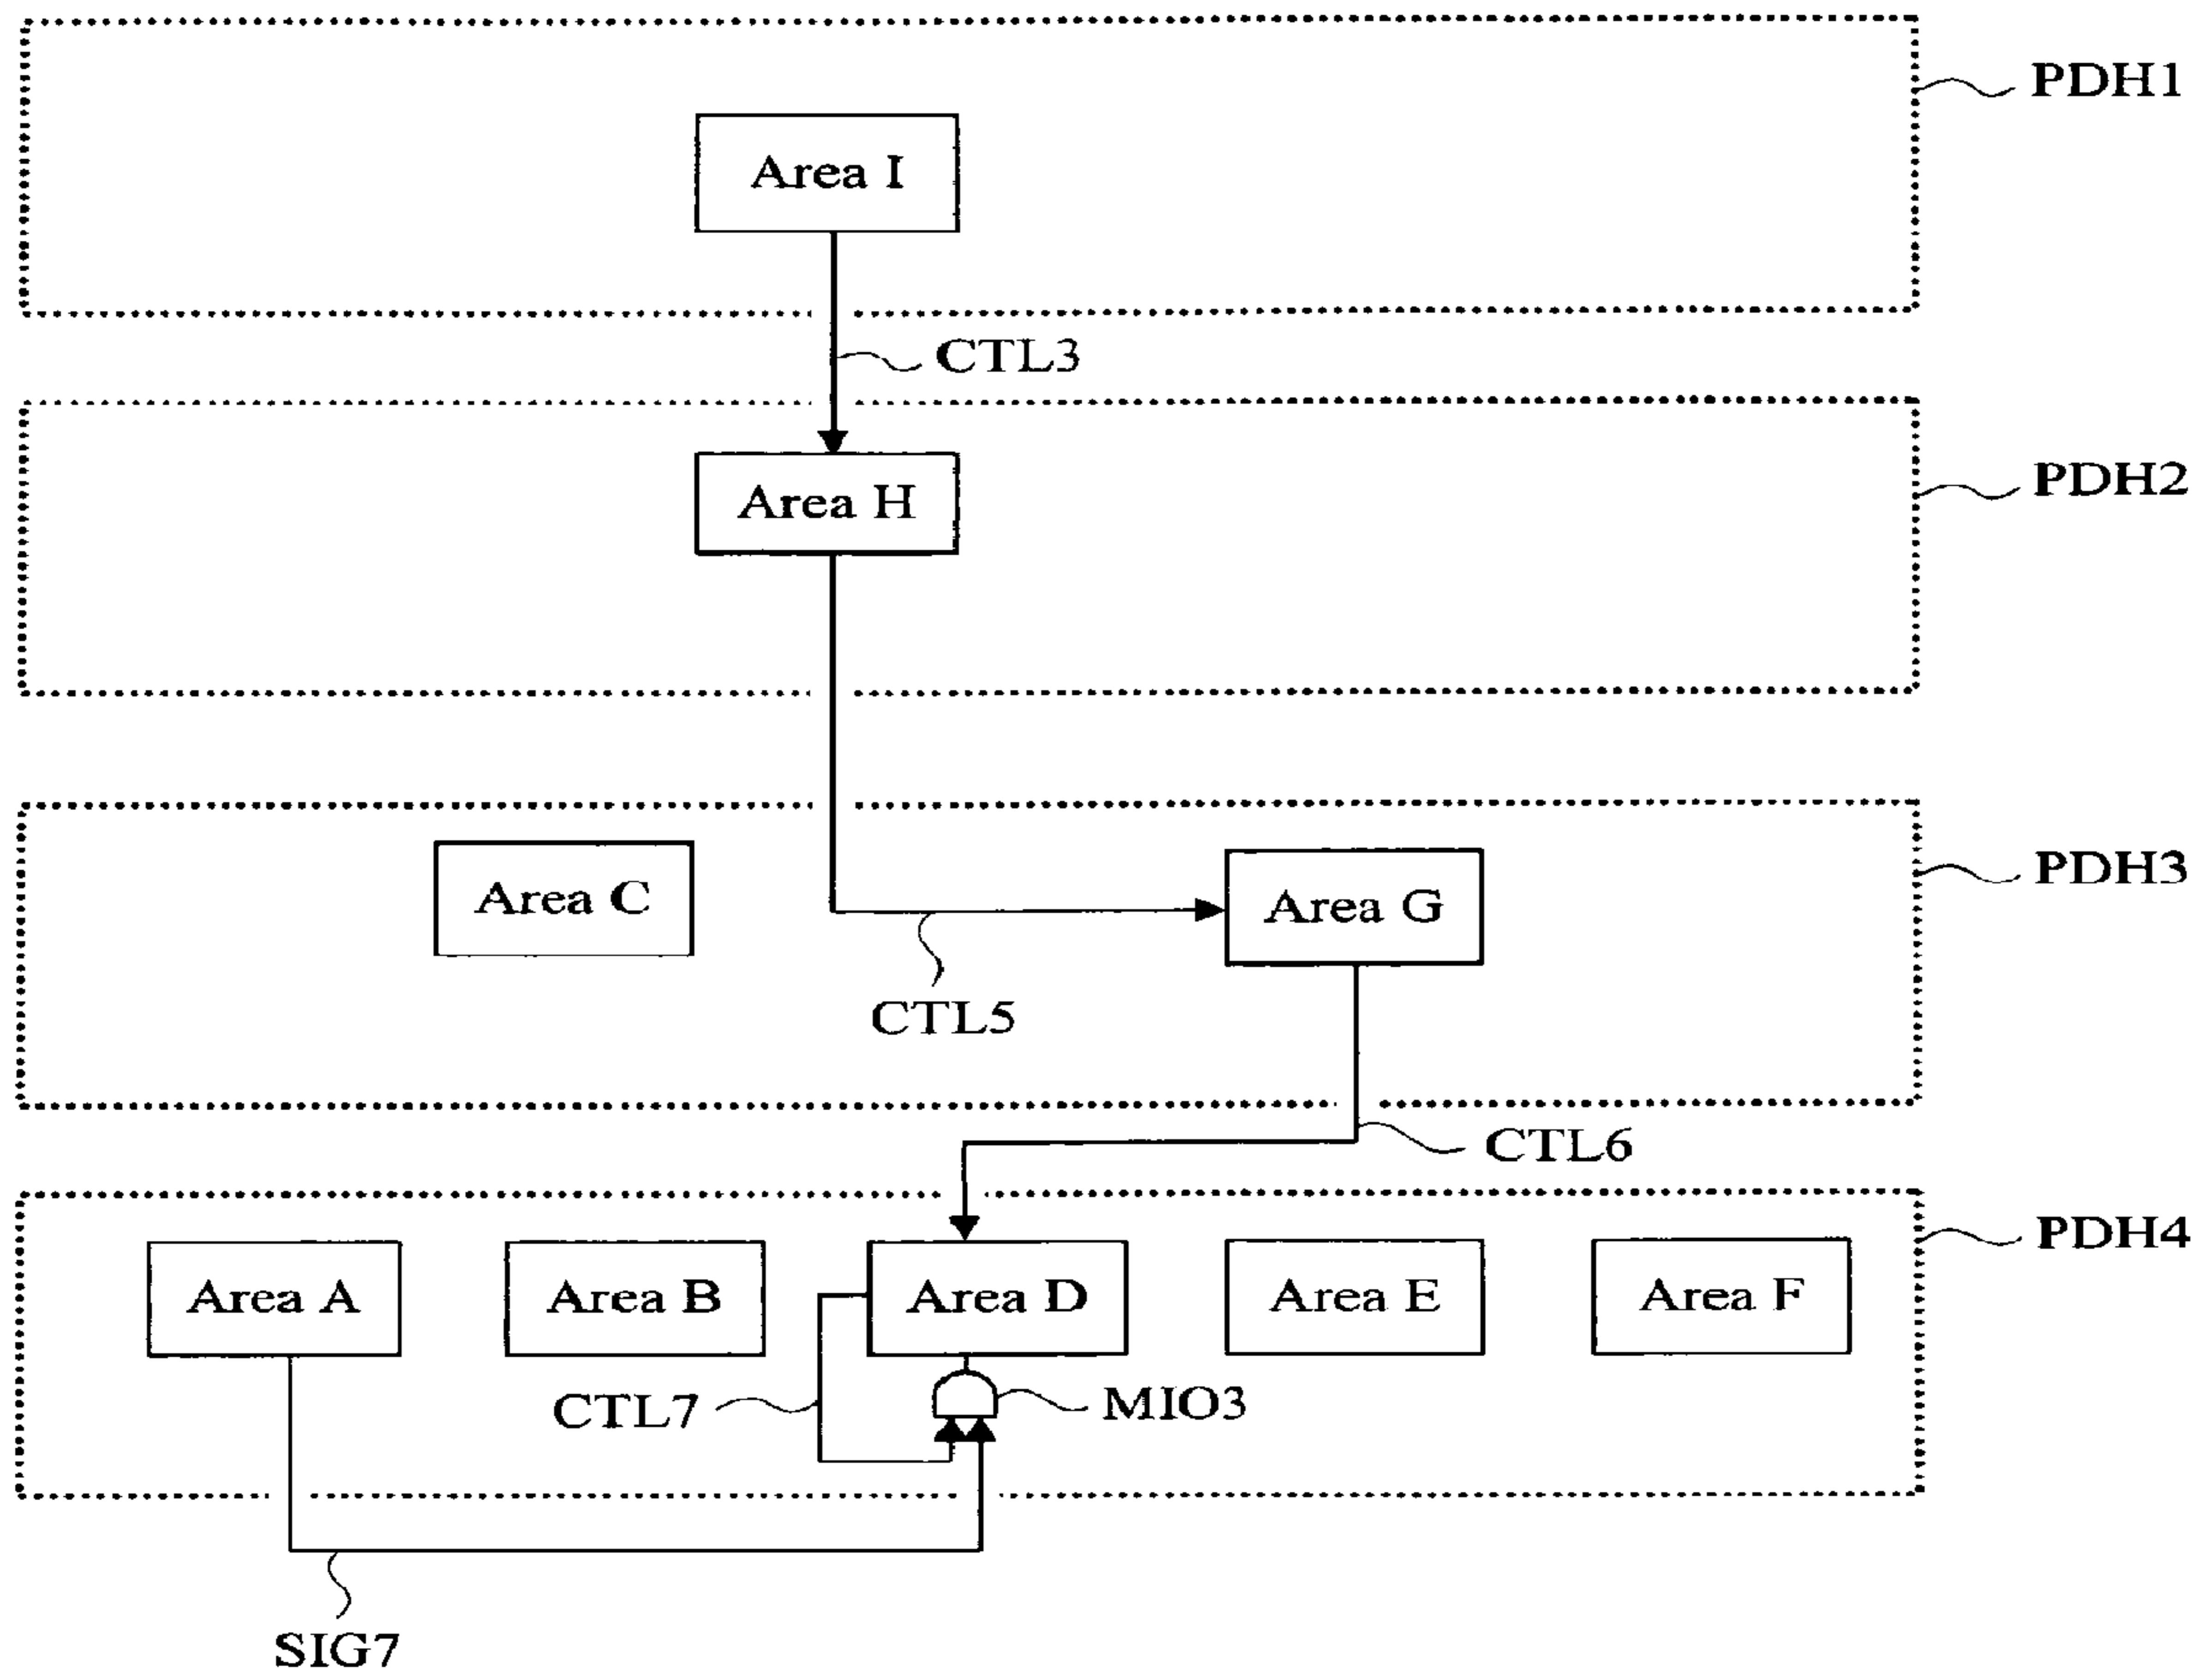 PDH1
Area I
CTL3
PDH2
Area H
PDH3
Area C
Area G
CTL5
CTL6
PDH4
Area A
Area B
Area D
Area E
Area F
CTL7
MIO3
SIG7